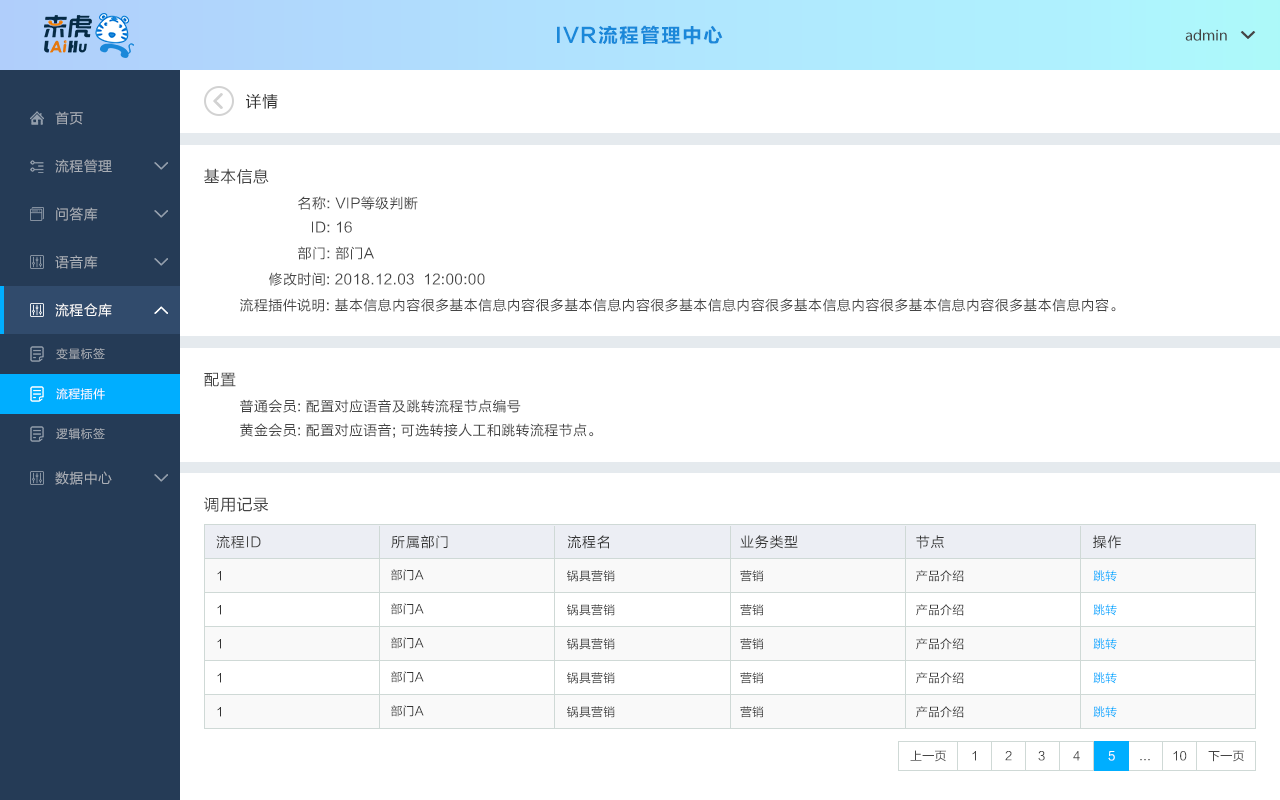 来虎
LAiHu
IVR流程管理中心
admin
首页
流程管理
问答库
语音库
流程仓库
变量标签
流程插件
逻辑标签
数据中心
详情
基本信息
名称: VIP等级判断
ID: 16
部门: 部门A
修改时间: 2018.12.03 12:00:00
流程插件说明: 基本信息内容很多基本信息内容很多基本信息内容很多基本信息内容很多基本信息内容很多基本信息内容很多基本信息内容。
配置
普通会员: 配置对应语音及跳转流程节点编号
黄金会员: 配置对应语音; 可选转接人工和跳转流程节点。
调用记录
流程ID 所属部门 流程名 业务类型 节点 操作
1 部门A 锅具营销 营销 产品介绍 跳转
1 部门A 锅具营销 营销 产品介绍 跳转
1 部门A 锅具营销 营销 产品介绍 跳转
1 部门A 锅具营销 营销 产品介绍 跳转
1 部门A 锅具营销 营销 产品介绍 跳转
上一页 1 2 3 4 5 ... 10 下一页